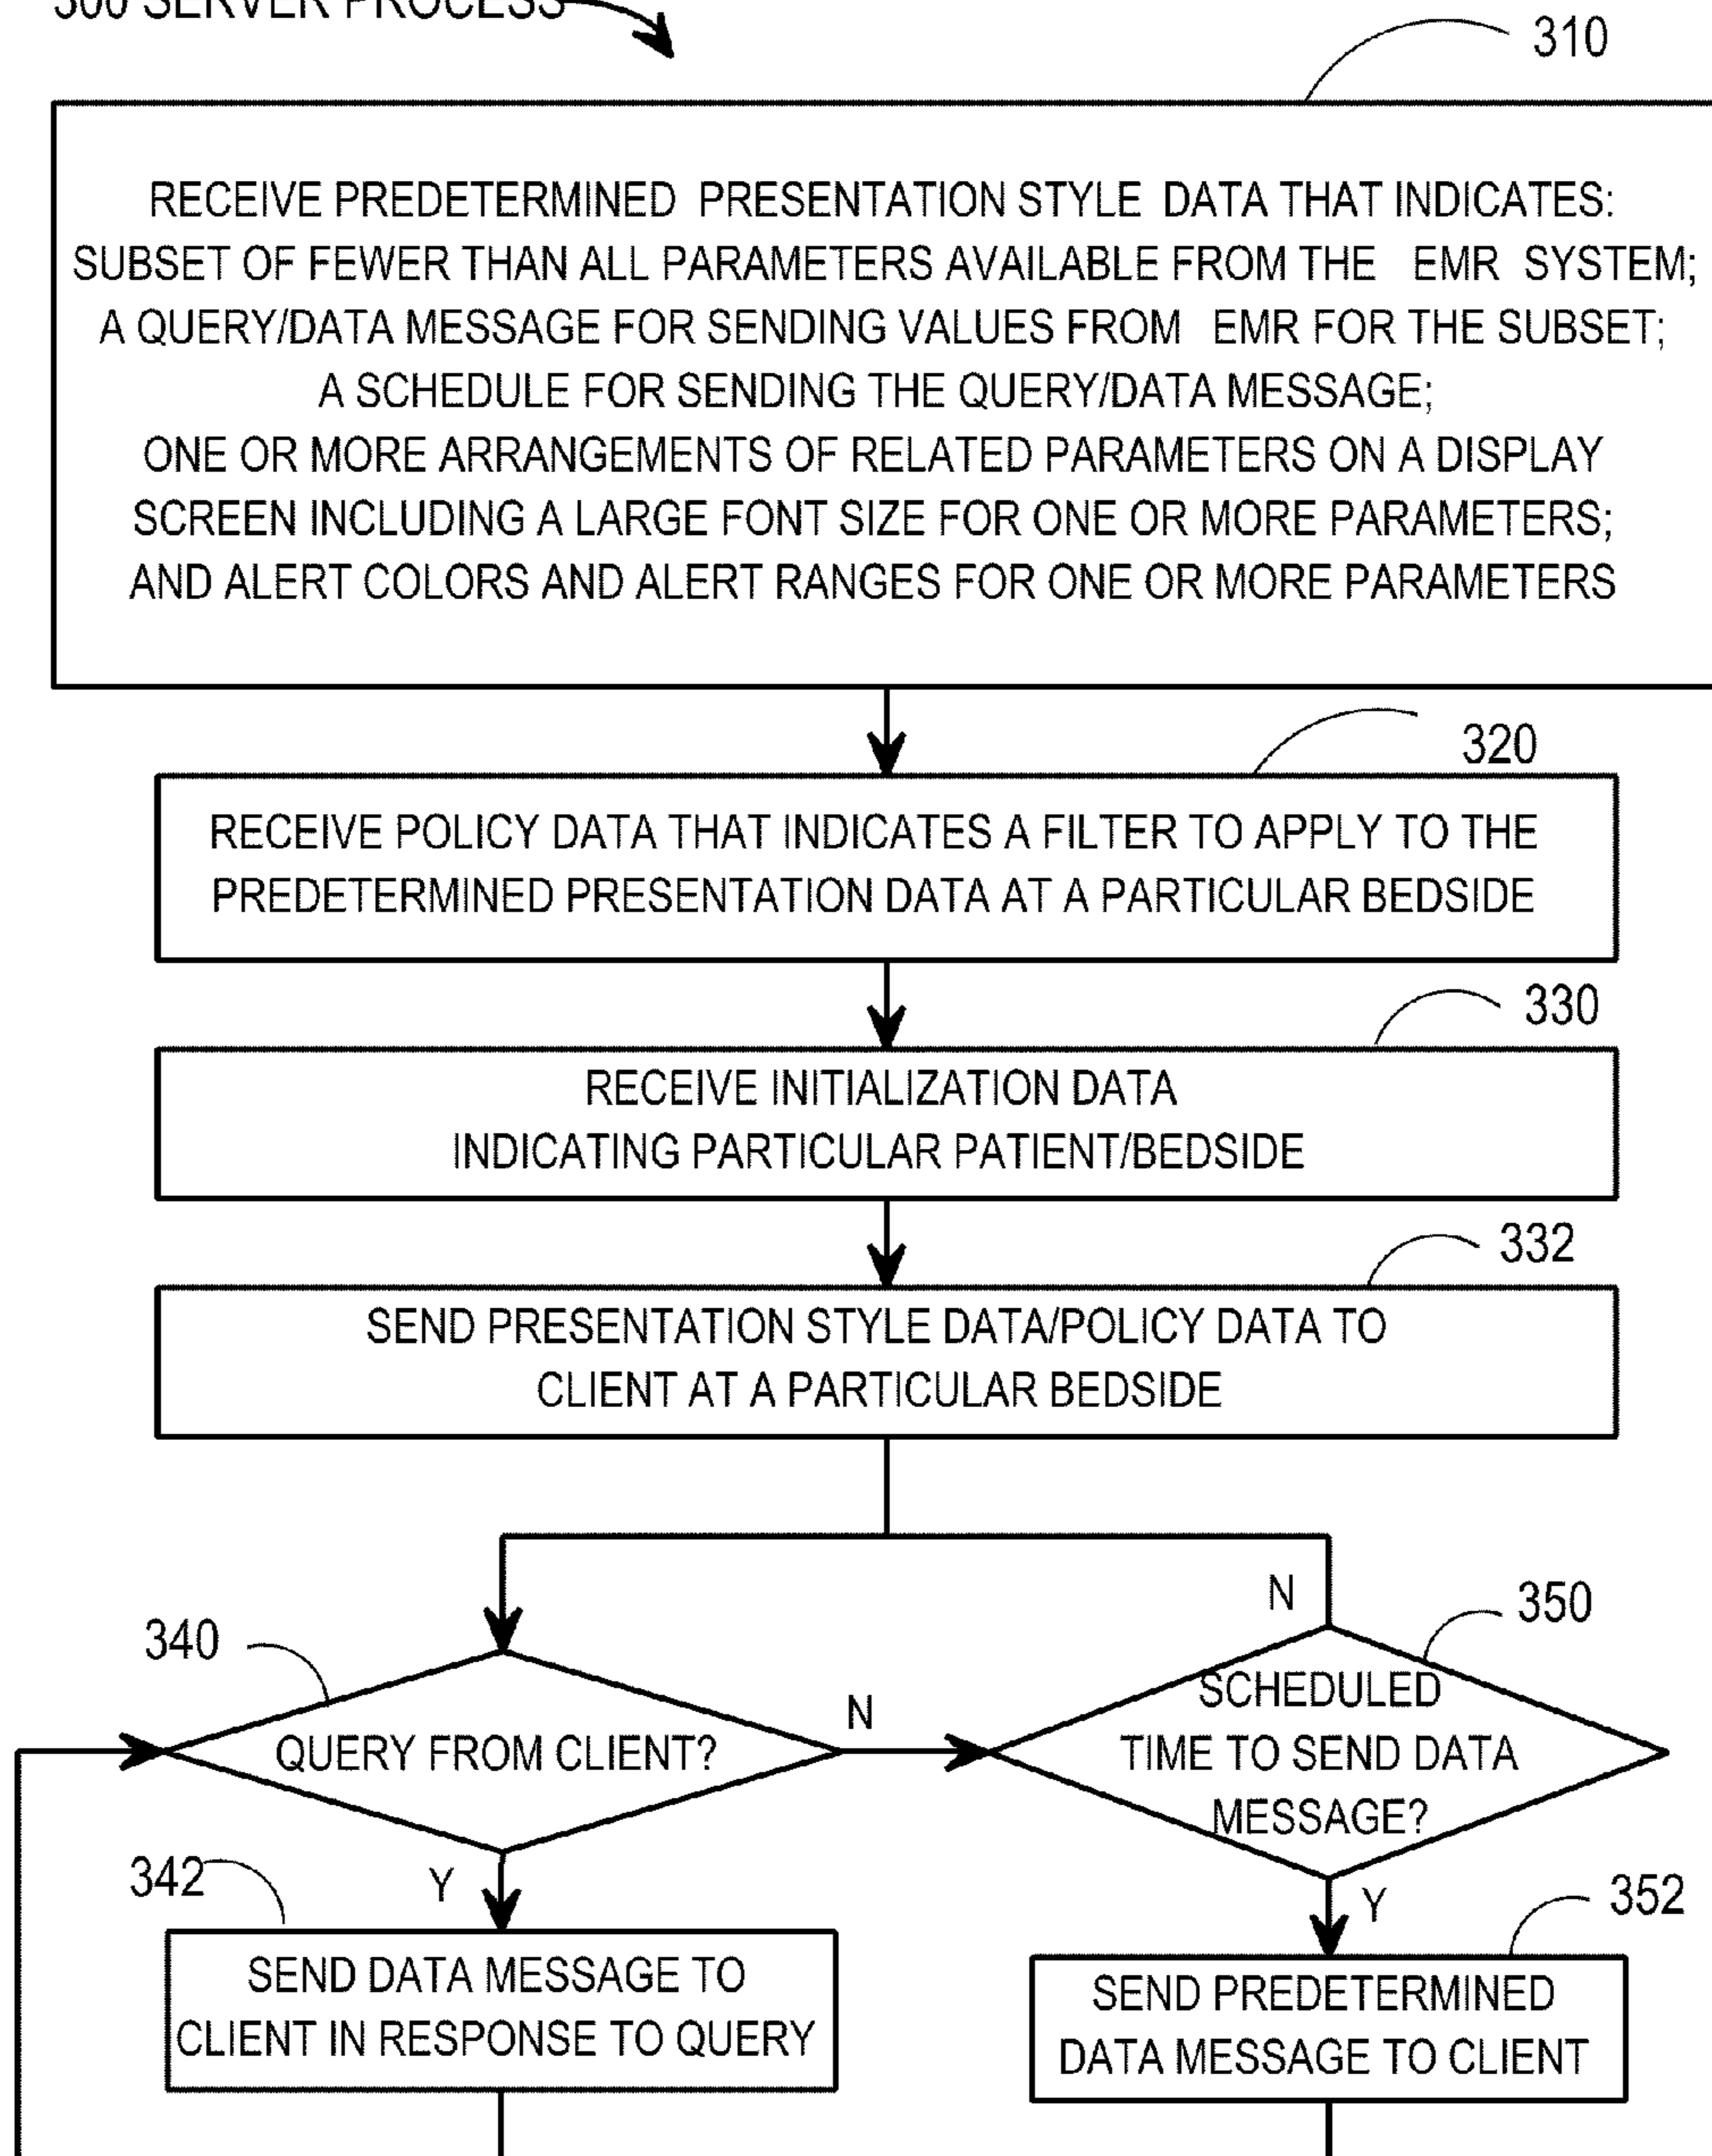 300 SERVER PROCESS
310
RECEIVE PREDETERMINED PRESENTATION STYLE DATA THAT INDICATES:
SUBSET OF FEWER THAN ALL PARAMETERS AVAILABLE FROM THE EMR SYSTEM;
A QUERY/DATA MESSAGE FOR SENDING VALUES FROM EMR FOR THE SUBSET;
A SCHEDULE FOR SENDING THE QUERY/DATA MESSAGE;
ONE OR MORE ARRANGEMENTS OF RELATED PARAMETERS ON A DISPLAY
SCREEN INCLUDING A LARGE FONT SIZE FOR ONE OR MORE PARAMETERS;
AND ALERT COLORS AND ALERT RANGES FOR ONE OR MORE PARAMETERS
320
RECEIVE POLICY DATA THAT INDICATES A FILTER TO APPLY TO THE
PREDETERMINED PRESENTATION DATA AT A PARTICULAR BEDSIDE
330
RECEIVE INITIALIZATION DATA
INDICATING PARTICULAR PATIENT/BEDSIDE
332
SEND PRESENTATION STYLE DATA/POLICY DATA TO
CLIENT AT A PARTICULAR BEDSIDE
340
QUERY FROM CLIENT?
N
Y
N
350
SCHEDULED
TIME TO SEND DATA
MESSAGE?
Y
342
SEND DATA MESSAGE TO
CLIENT IN RESPONSE TO QUERY
352
SEND PREDETERMINED
DATA MESSAGE TO CLIENT